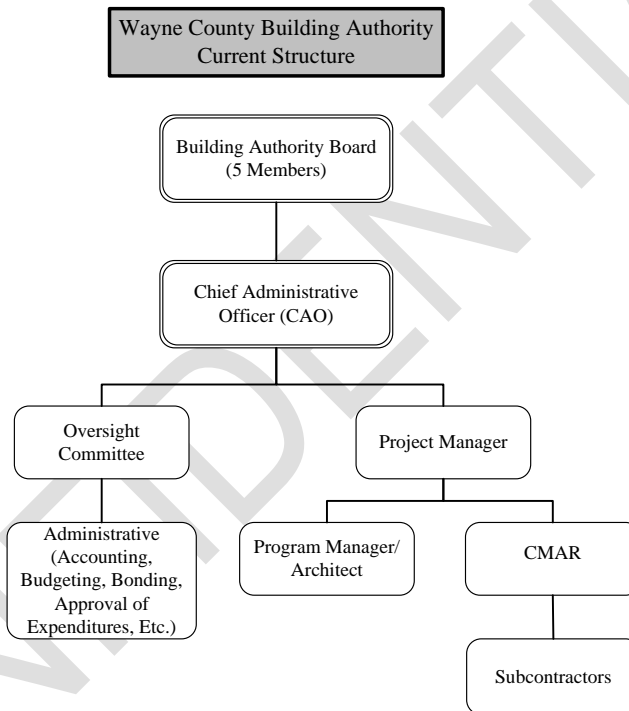 Wayne County Building Authority
Current Structure
Building Authority Board
(5 Members)
Chief Administrative
Officer (CAO)
Oversight
Committee
Project Manager
Administrative
(Accounting,
Budgeting, Bonding,
Approval of
Expenditures, Etc.)
Program Manager/
Architect
CMAR
Subcontractors